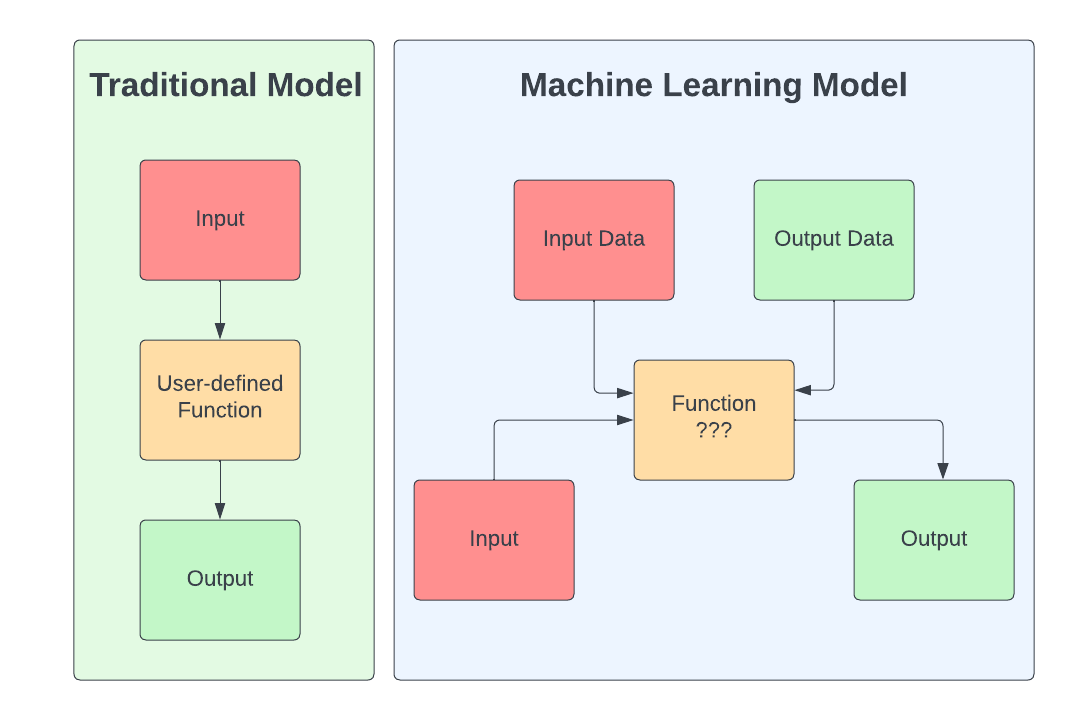 Traditional Model
Input
User-defined
Function
Output
Machine Learning Model
Input Data
Output Data
Function
???
Input
Output